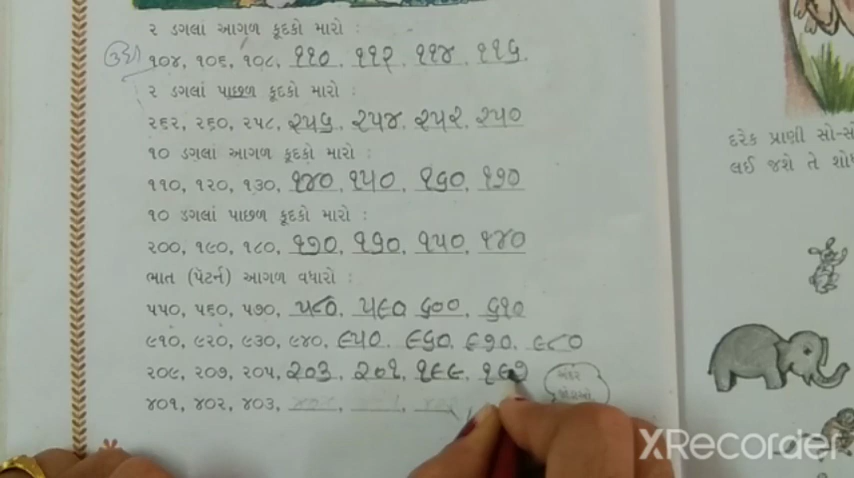 ૨ ડગલાં આગળ કૂદકો મારો :
૧૦૪, ૧૦૬, ૧૦૮, ૧૧૦, ૧૧૨, ૧૧૪, ૧૧૬
૨ ડગલાં પાછળ કૂદકો મારો :
૨૬૨, ૨૬૦, ૨૫૮, ૨૫૬, ૨૫૪, ૨૫૨, ૨૫૦
૧૦ ડગલાં આગળ કૂદકો મારો :
૧૧૦, ૧૨૦, ૧૩૦, ૧૪૦, ૧૫૦, ૧૬૦, ૧૭૦
૧૦ ડગલાં પાછળ કૂદકો મારો :
૨૦૦, ૧૯૦, ૧૮૦, ૧૭૦, ૧૬૦, ૧૫૦, ૧૪૦
ભાત (પેટર્ન) આગળ વધારો :
૫૫૦, ૫૬૦, ૫૭૦, ૫૮૦, ૫૯૦, ૬૦૦, ૬૧૦
૯૧૦, ૯૨૦, ૯૩૦, ૯૪૦, ૯૫૦, ૯૬૦, ૯૭૦, ૯૮૦
૨૦૯, ૨૦૭, ૨૦૫, ૨૦૩, ૨૦૧, ૧૯૯, ૧૯૭
૪૦૧, ૪૦૨, ૪૦૩,
દરેક પ્રાણી સો-સો
લઈ જશે તે શોધ
XRecorder